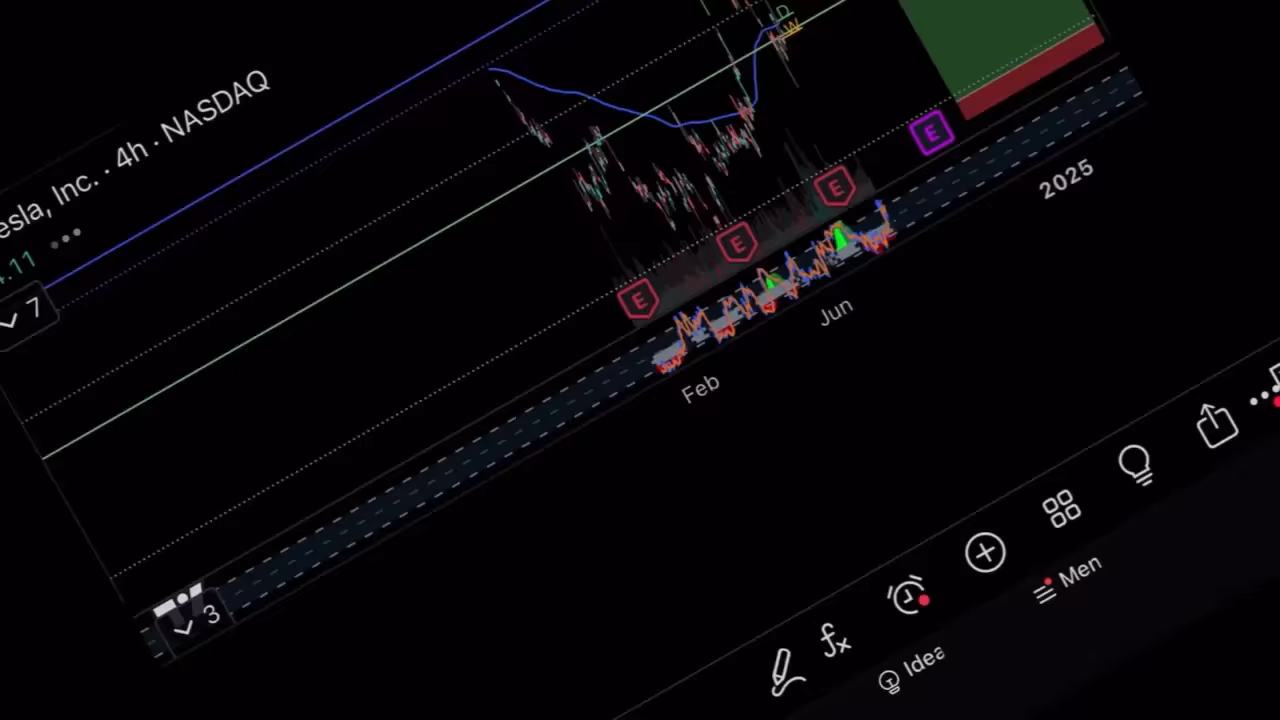 esla, Inc. · 4h · NASDAQ
.11
7
D
W
E
E
E
E
2025
Jun
Feb
3
fx
Idea
Men